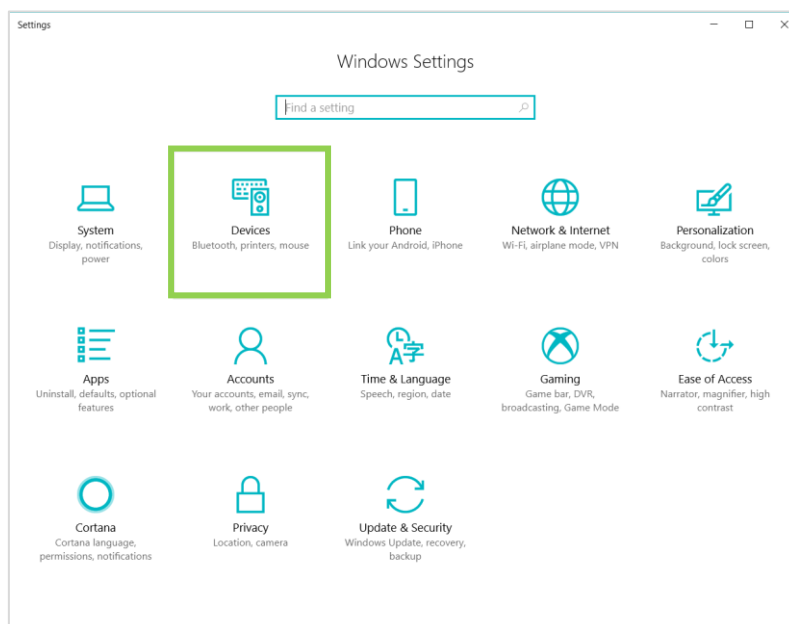 Settings
Windows Settings
Find a setting
System
Display, notifications,
power
Devices
Bluetooth, printers, mouse
Phone
Link your Android, iPhone
Network & Internet
Wi-Fi, airplane mode, VPN
Personalization
Background, lock screen,
colors
Apps
Uninstall, defaults, optional
features
Accounts
Your accounts, email, sync,
work, other people
Time & Language
Speech, region, date
Gaming
Game bar, DVR,
broadcasting, Game Mode
Ease of Access
Narrator, magnifier, high
contrast
Cortana
Cortana language,
permissions, notifications
Privacy
Location, camera
Update & Security
Windows Update, recovery,
backup